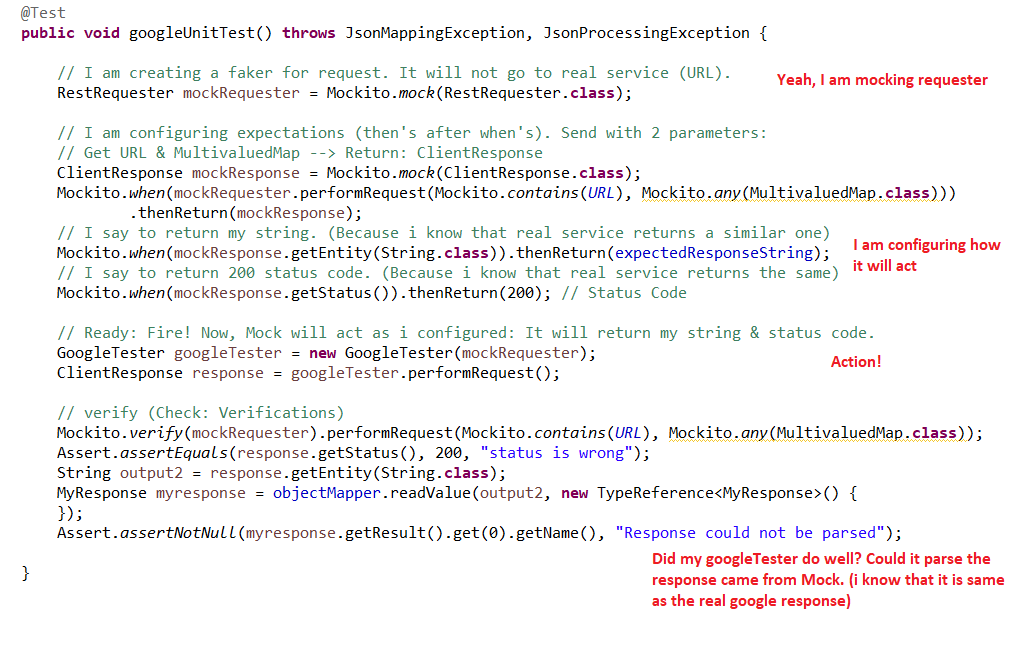 @Test
public void googleUnitTest() throws JsonMappingException, JsonProcessingException {
// I am creating a faker for request. It will not go to real service (URL).
Yeah, I am mocking requester
RestRequester mockRequester = Mockito.mock(RestRequester.class);
// I am configuring expectations (then's after when's). Send with 2 parameters:
// Get URL & MultivaluedMap --> Return: ClientResponse
ClientResponse mockResponse = Mockito.mock(ClientResponse.class);
Mockito.when(mockRequester.performRequest(Mockito.contains(URL), Mockito.any(MultivaluedMap.class)))
.thenReturn(mockResponse);
// I say to return my string. (Because i know that real service returns a similar one)
Mockito.when(mockResponse.getEntity(String.class)).thenReturn(expectedResponseString);
I am configuring how
it will act
// I say to return 200 status code. (Because i know that real service returns the same)
Mockito.when(mockResponse.getStatus()).thenReturn(200); // Status Code
// Ready: Fire! Now, Mock will act as i configured: It will return my string & status code.
GoogleTester googleTester = new GoogleTester(mockRequester);
Action!
ClientResponse response = googleTester.performRequest();
// verify (Check: Verifications)
Mockito.verify(mockRequester).performRequest(Mockito.contains(URL), Mockito.any(MultivaluedMap.class));
Assert.assertEquals(response.getStatus(), 200, "status is wrong");
String output2 = response.getEntity(String.class);
MyResponse myresponse = objectMapper.readValue(output2, new TypeReference<MyResponse>() {
});
Assert.assertNotNull(myresponse.getResult().get(0).getName(), "Response could not be parsed");
Did my googleTester do well? Could it parse the
response came from Mock. (i know that it is same
as the real google response)
}